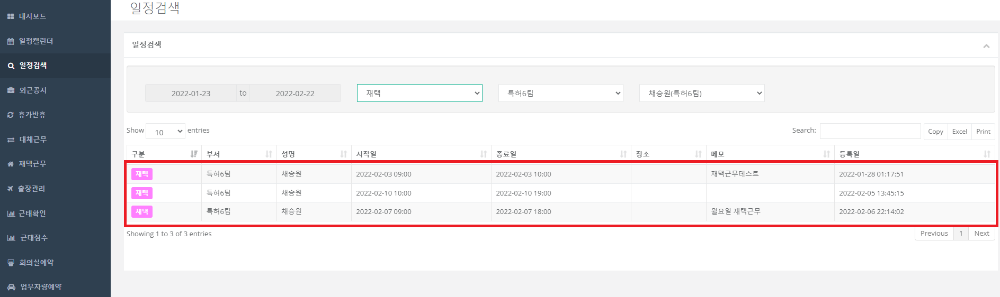 일정검색
대시보드
일정캘린더
일정검색
외근공지
휴가반휴
대체근무
재택근무
출장관리
근태확인
근태점수
회의실예약
업무차량예약
일정검색
2022-01-23 to 2022-02-22 재택 특허6팀 채승원(특허6팀)
Show 10 entries Search: Copy Excel Print
구분 부서 성명 시작일 종료일 장소 메모 등록일
재택 특허6팀 채승원 2022-02-03 09:00 2022-02-03 10:00 재택근무테스트 2022-01-28 01:17:51
재택 특허6팀 채승원 2022-02-10 10:00 2022-02-10 19:00 2022-02-05 13:45:15
재택 특허6팀 채승원 2022-02-07 09:00 2022-02-07 18:00 월요일 재택근무 2022-02-06 22:14:02
Showing 1 to 3 of 3 entries Previous 1 Next